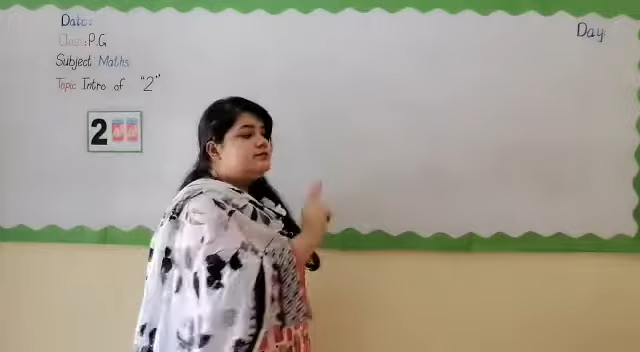 Date:
Day
Class: P.G
Subject: Maths
Topic Intro of "2"
2